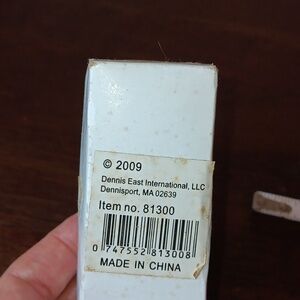 © 2009
Dennis East International, LLC
Dennisport, MA 02639
Item no. 81300
0 747552 813008
MADE IN CHINA